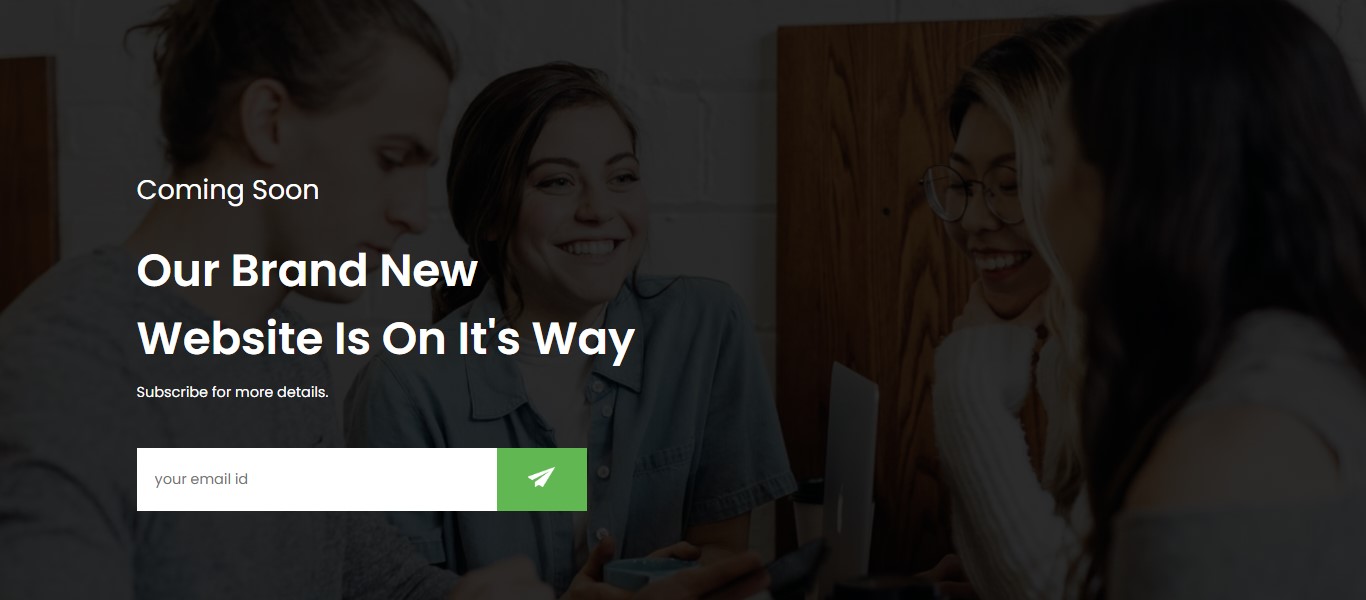 Coming Soon
Our Brand New
Website Is On It's Way
Subscribe for more details.
your email id